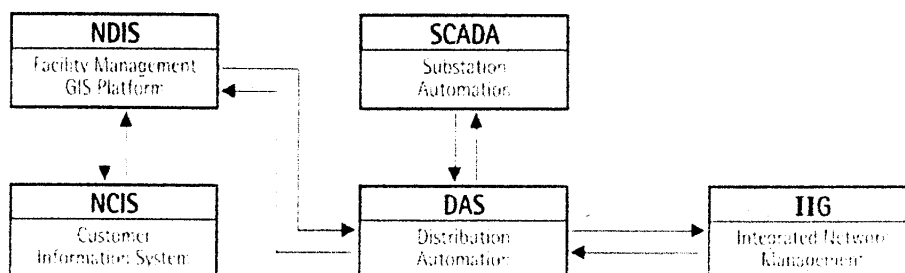 NDIS
Facility Management
GIS Platform
SCADA
Substation
Automation
NCIS
Customer
Information System
DAS
Distribution
Automation
IIG
Integrated Network
Management